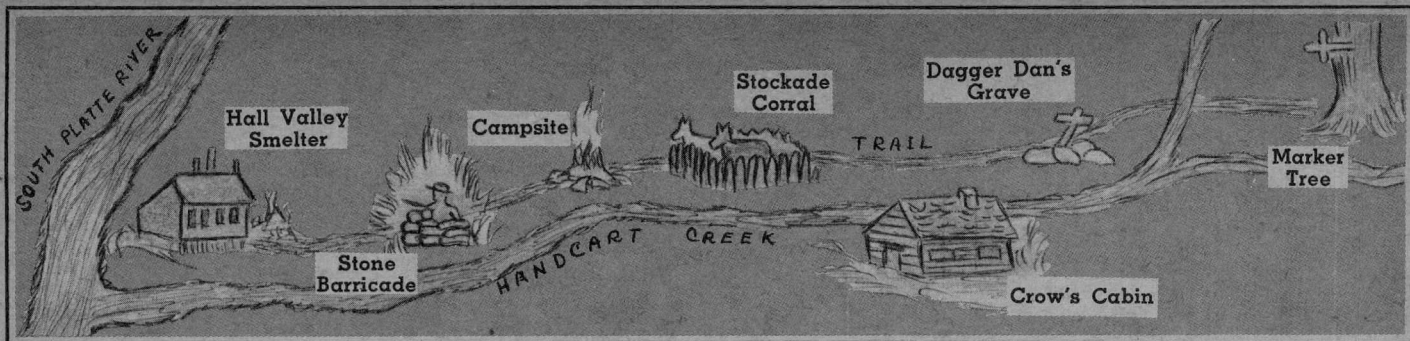 SOUTH PLATTE RIVER
Hall Valley
Smelter
Campsite
Stockade
Corral
Dagger Dan's
Grave
TRAIL
Marker
Tree
HANDCART CREEK
Stone
Barricade
Crow's Cabin